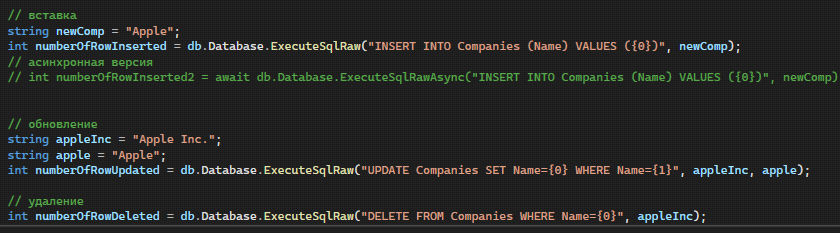 // вставка
string newComp = "Apple";
int numberOfRowInserted = db.Database.ExecuteSqlRaw("INSERT INTO Companies (Name) VALUES ({0})", newComp);
// асинхронная версия
// int numberOfRowInserted2 = await db.Database.ExecuteSqlRawAsync("INSERT INTO Companies (Name) VALUES ({0})", newComp)
// обновление
string appleInc = "Apple Inc.";
string apple = "Apple";
int numberOfRowUpdated = db.Database.ExecuteSqlRaw("UPDATE Companies SET Name={0} WHERE Name={1}", appleInc, apple);
// удаление
int numberOfRowDeleted = db.Database.ExecuteSqlRaw("DELETE FROM Companies WHERE Name={0}", appleInc);